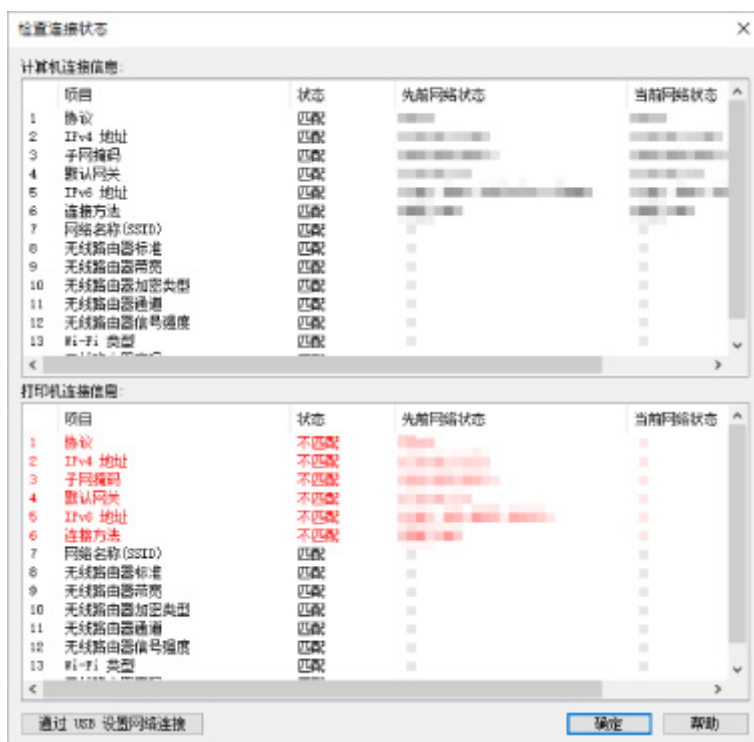 检查连接状态
计算机连接信息:
项目 状态 先前网络状态 当前网络状态
1 协议 匹配
2 IPv4 地址 匹配
3 子网掩码 匹配
4 默认网关 匹配
5 IPv6 地址 匹配
6 连接方法 匹配
7 网络名称(SSID) 匹配
8 无线路由器标准 匹配
9 无线路由器带宽 匹配
10 无线路由器加密类型 匹配
11 无线路由器通道 匹配
12 无线路由器信号强度 匹配
13 Wi-Fi 类型 匹配
打印机连接信息:
项目 状态 先前网络状态 当前网络状态
1 协议 不匹配
2 IPv4 地址 不匹配
3 子网掩码 不匹配
4 默认网关 不匹配
5 IPv6 地址 不匹配
6 连接方法 不匹配
7 网络名称(SSID) 匹配
8 无线路由器标准 匹配
9 无线路由器带宽 匹配
10 无线路由器加密类型 匹配
11 无线路由器通道 匹配
12 无线路由器信号强度 匹配
13 Wi-Fi 类型 匹配
通过 USB 设置网络连接 确定 帮助